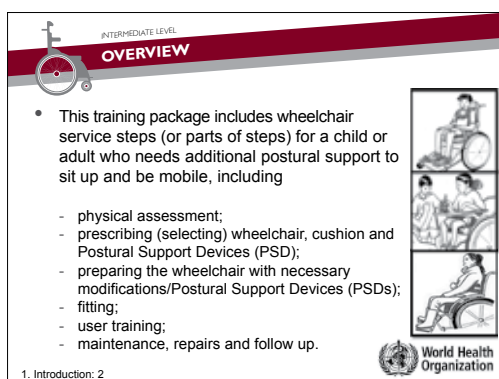 INTERMEDIATE LEVEL
OVERVIEW
• This training package includes wheelchair
service steps (or parts of steps) for a child or
adult who needs additional postural support to
sit up and be mobile, including
- physical assessment;
- prescribing (selecting) wheelchair, cushion and
Postural Support Devices (PSD);
- preparing the wheelchair with necessary
modifications/Postural Support Devices (PSDs);
- fitting;
- user training;
- maintenance, repairs and follow up.
World Health
Organization
1. Introduction: 2